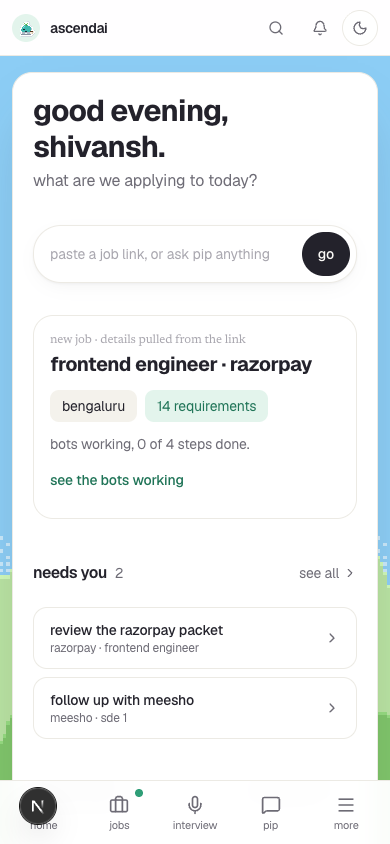 ascendai
good evening,
shivansh.
what are we applying to today?
paste a job link, or ask pip anything
go
new job · details pulled from the link
frontend engineer · razorpay
bengaluru
14 requirements
bots working, 0 of 4 steps done.
see the bots working
needs you 2
see all
review the razorpay packet
razorpay · frontend engineer
follow up with meesho
meesho · sde 1
N
home
jobs
interview
pip
more